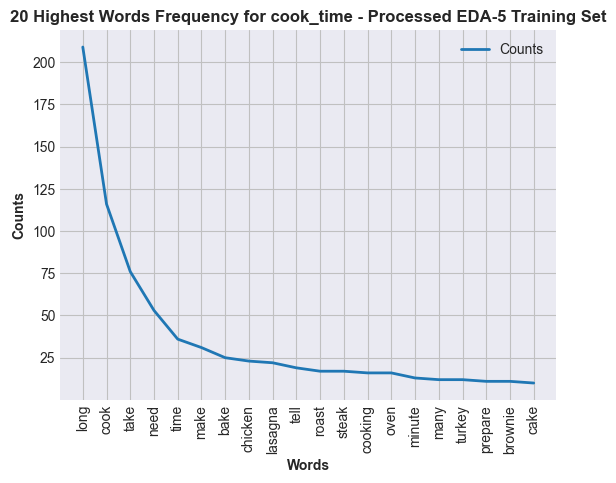 20 Highest Words Frequency for cook_time - Processed EDA-5 Training Set
Counts
200
175
150
125
100
75
50
25
Counts
long
cook
take
need
time
make
bake
chicken
lasagna
tell
roast
steak
cooking
oven
minute
many
turkey
prepare
brownie
cake
Words